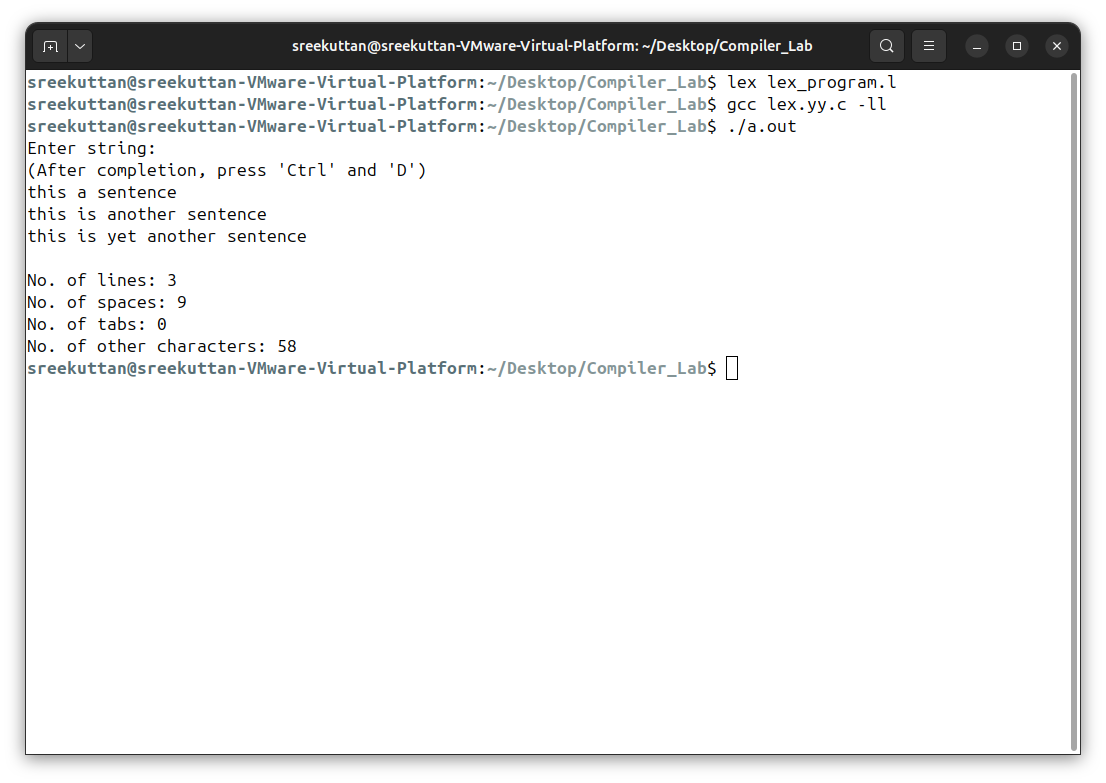 sreekuttan@sreekuttan-VMware-Virtual-Platform: ~/Desktop/Compiler_Lab
sreekuttan@sreekuttan-VMware-Virtual-Platform:~/Desktop/Compiler_Lab$ lex lex_program.l
sreekuttan@sreekuttan-VMware-Virtual-Platform:~/Desktop/Compiler_Lab$ gcc lex.yy.c -ll
sreekuttan@sreekuttan-VMware-Virtual-Platform:~/Desktop/Compiler_Lab$ ./a.out
Enter string:
(After completion, press 'Ctrl' and 'D')
this a sentence
this is another sentence
this is yet another sentence
No. of lines: 3
No. of spaces: 9
No. of tabs: 0
No. of other characters: 58
sreekuttan@sreekuttan-VMware-Virtual-Platform:~/Desktop/Compiler_Lab$